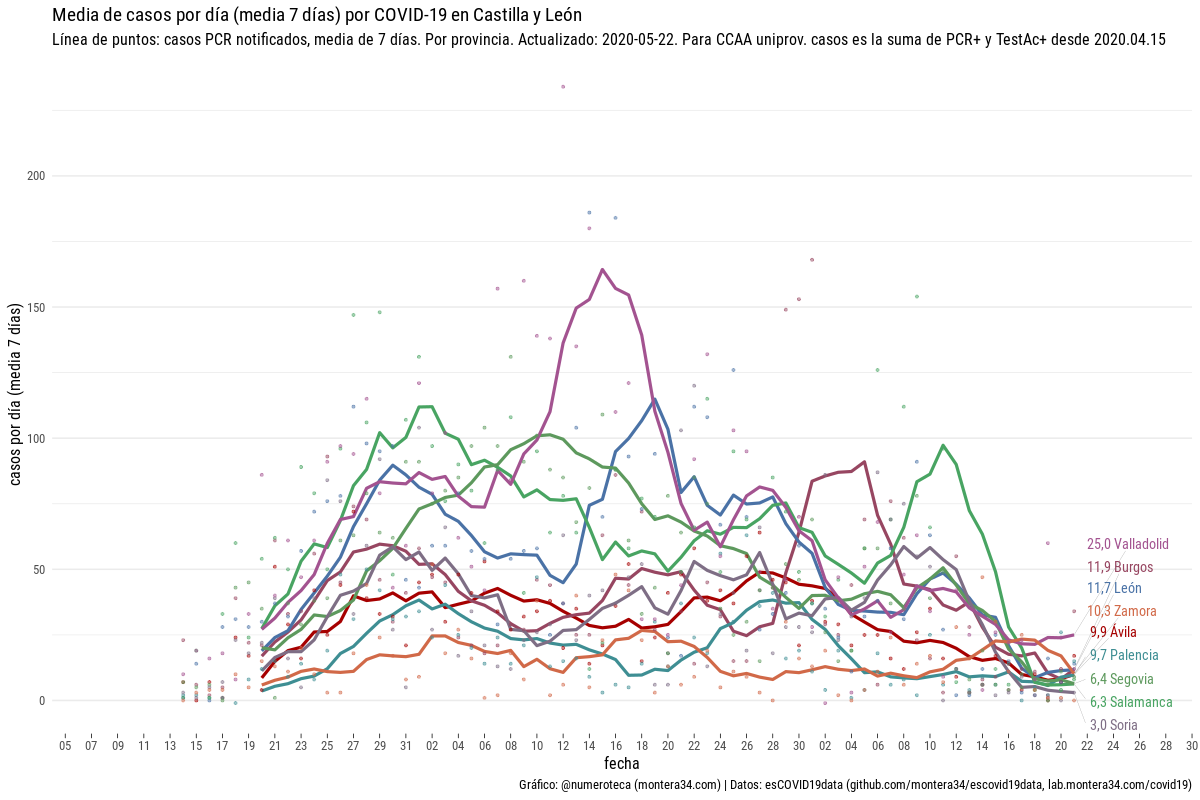 Media de casos por día (media 7 días) por COVID-19 en Castilla y León
Línea de puntos: casos PCR notificados, media de 7 días. Por provincia. Actualizado: 2020-05-22. Para CCAA uniprov. casos es la suma de PCR+ y TestAc+ desde 2020.04.15
casos por día (media 7 días)
200
150
100
50
0
25,0 Valladolid
11,9 Burgos
11,7 León
10,3 Zamora
9,9 Ávila
9,7 Palencia
6,4 Segovia
6,3 Salamanca
3,0 Soria
05 07 09 11 13 15 17 19 21 23 25 27 29 31 02 04 06 08 10 12 14 16 18 20 22 24 26 28 30 02 04 06 08 10 12 14 16 18 20 22 24 26 28 30
fecha
Gráfico: @numeroteca (montera34.com) | Datos: esCOVID19data (github.com/montera34/escovid19data, lab.montera34.com/covid19)